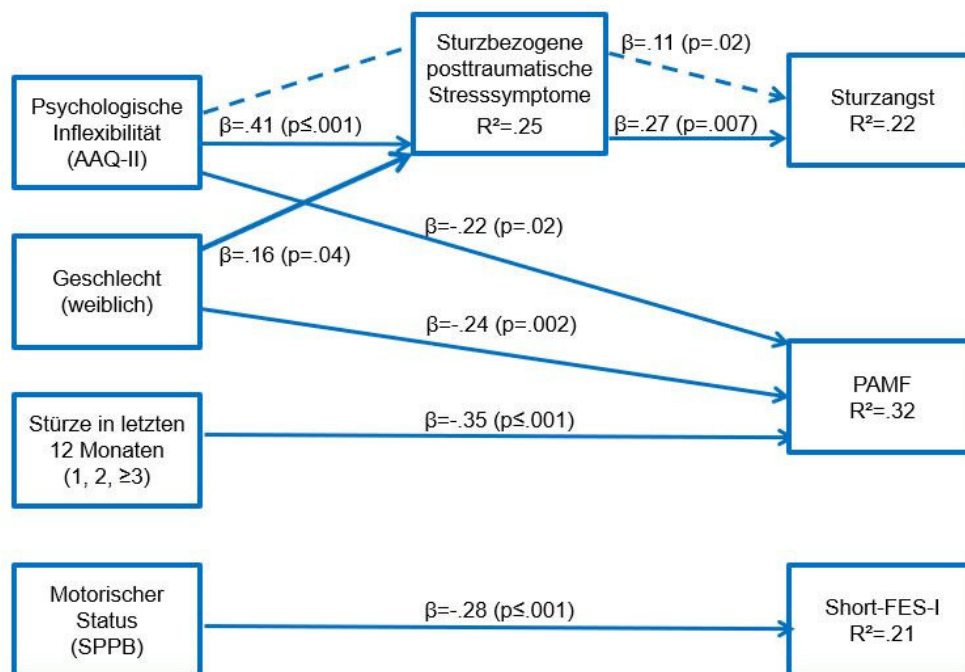 Sturzbezogene
posttraumatische
Stresssymptome
R²=.25
β=.11 (p=.02)
Sturzangst
R²=.22
Psychologische
Inflexibilität
(AAQ-II)
β=.41 (p≤.001)
β=.27 (p=.007)
β=-.22 (p=.02)
β=.16 (p=.04)
Geschlecht
(weiblich)
β=-.24 (p=.002)
PAMF
R²=.32
Stürze in letzten
12 Monaten
(1, 2, ≥3)
β=-.35 (p≤.001)
Motorischer
Status
(SPPB)
β=-.28 (p≤.001)
Short-FES-I
R²=.21